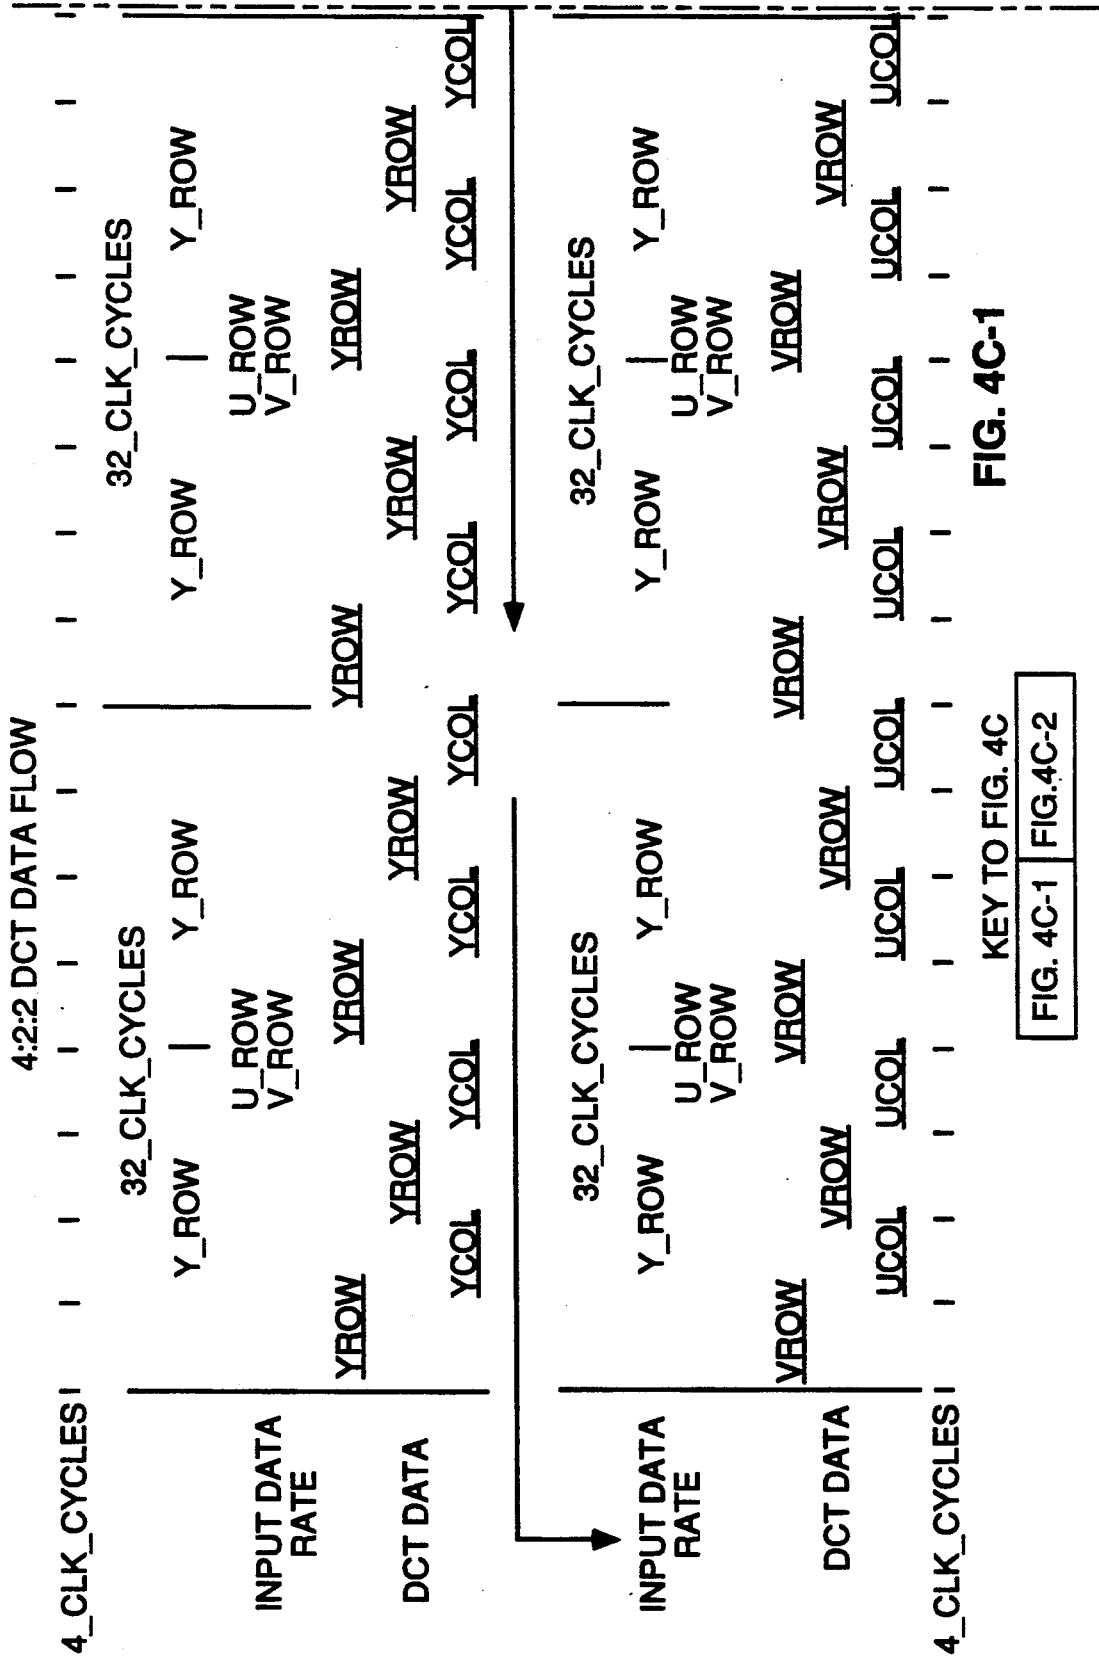 4:2:2 DCT DATA FLOW
4_CLK_CYCLES
32_CLK_CYCLES 32_CLK_CYCLES
Y_ROW Y_ROW Y_ROW Y_ROW
INPUT DATA U_ROW U_ROW
RATE V_ROW V_ROW
YROW YROW YROW YROW
DCT DATA YROW YROW YROW YROW
YCOL YCOL YCOL YCOL YCOL YCOL YCOL YCOL
32_CLK_CYCLES 32_CLK_CYCLES
INPUT DATA Y_ROW Y_ROW Y_ROW Y_ROW
RATE U_ROW U_ROW
V_ROW V_ROW
VROW VROW VROW VROW
DCT DATA VROW VROW VROW VROW
UCOL UCOL UCOL UCOL UCOL UCOL UCOL UCOL
4_CLK_CYCLES
KEY TO FIG. 4C FIG. 4C-1
FIG. 4C-1 FIG.4C-2